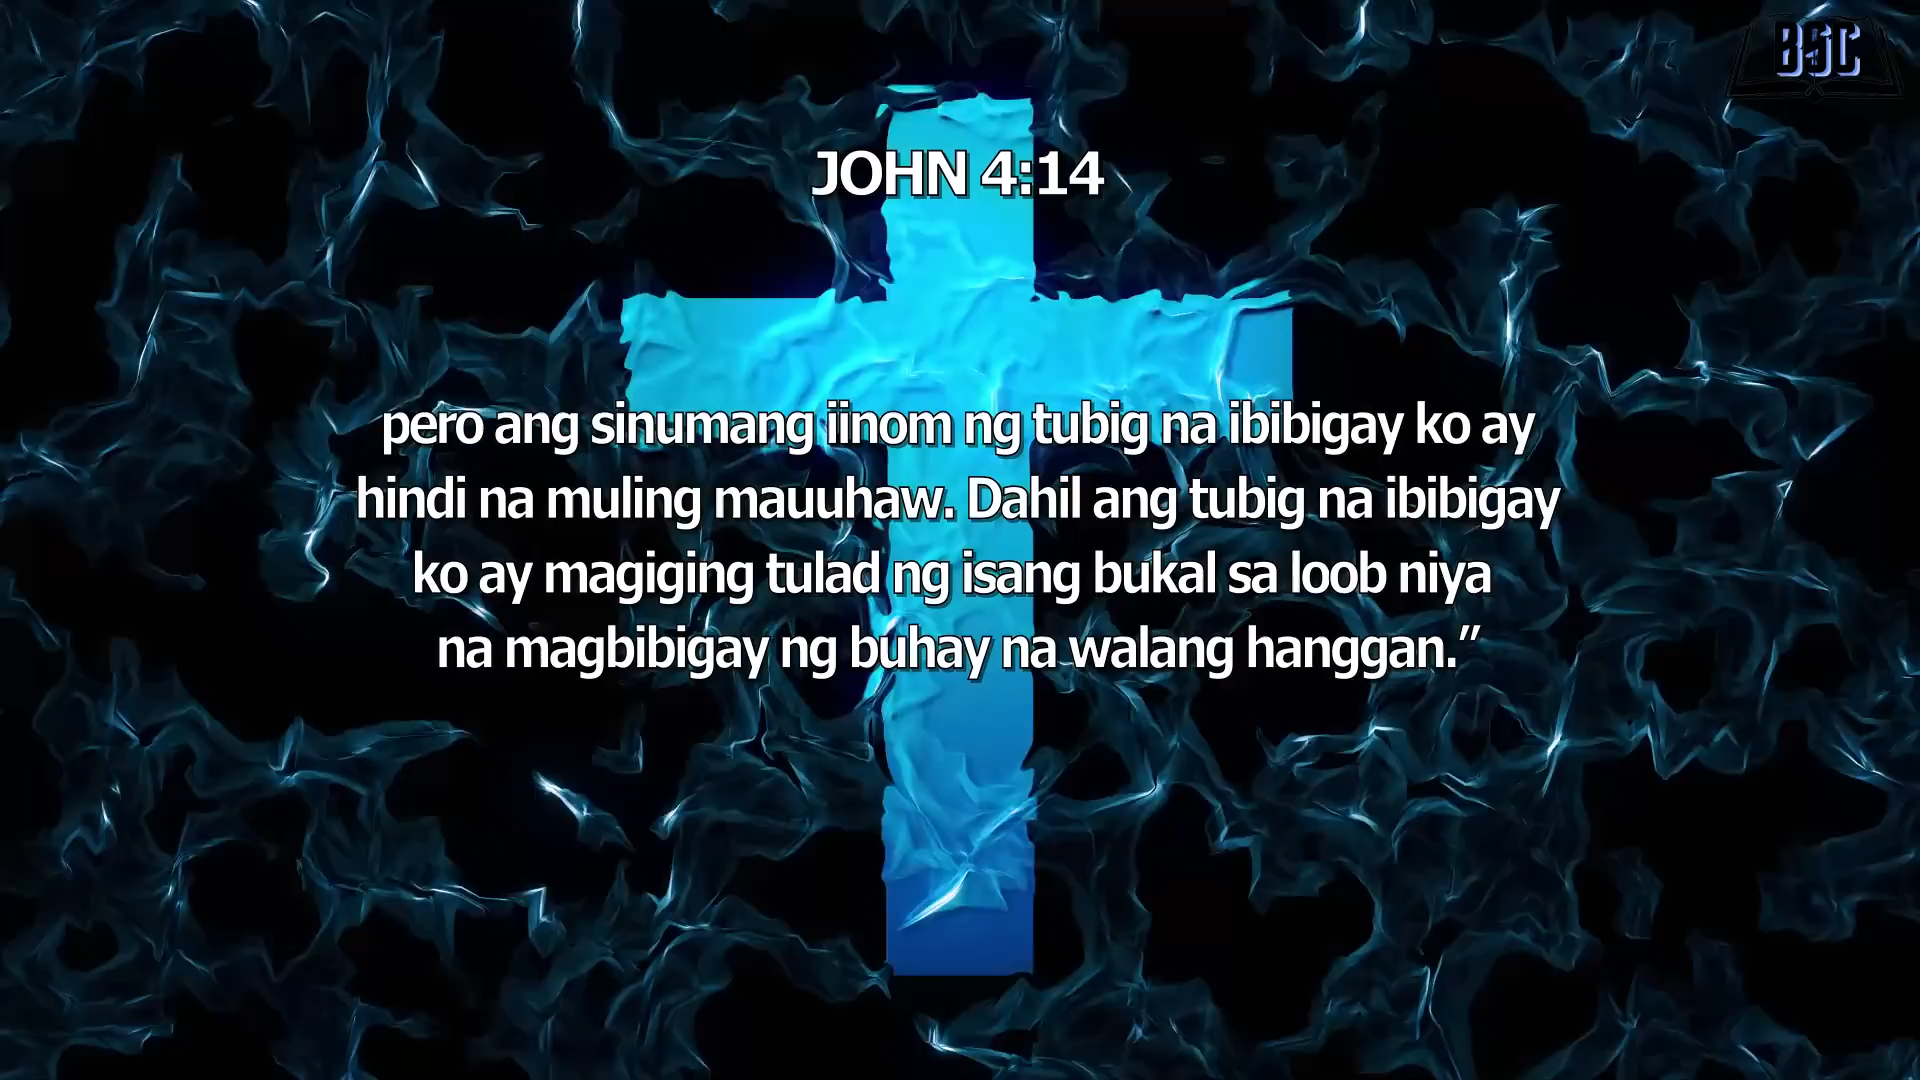 BSC
JOHN 4:14
pero ang sinumang iinom ng tubig na ibibigay ko ay
hindi na muling mauuhaw. Dahil ang tubig na ibibigay
ko ay magiging tulad ng isang bukal sa loob niya
na magbibigay ng buhay na walang hanggan.”